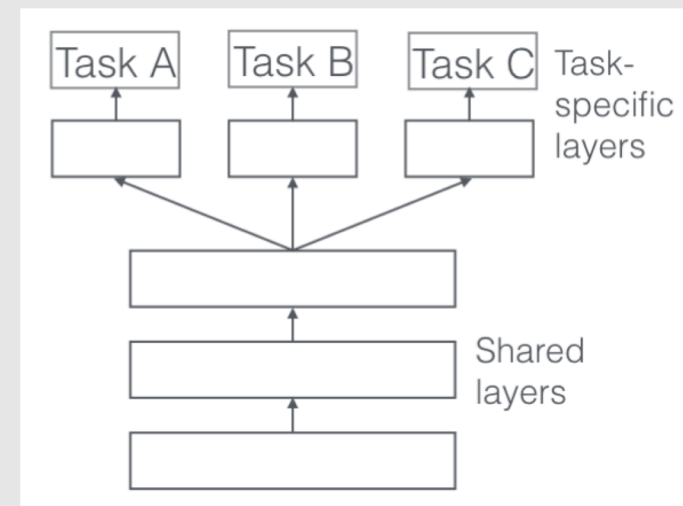 Task A
Task B
Task C
Task-
specific
layers
Shared
layers